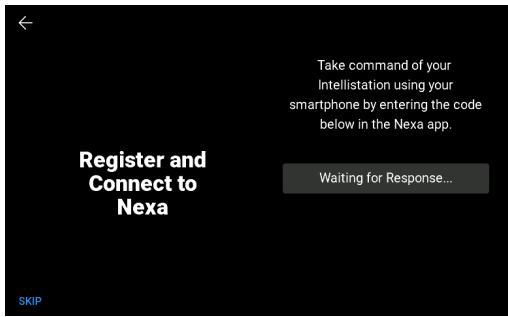 Register and
Connect to
Nexa
Take command of your
Intellistation using your
smartphone by entering the code
below in the Nexa app.
Waiting for Response...
SKIP